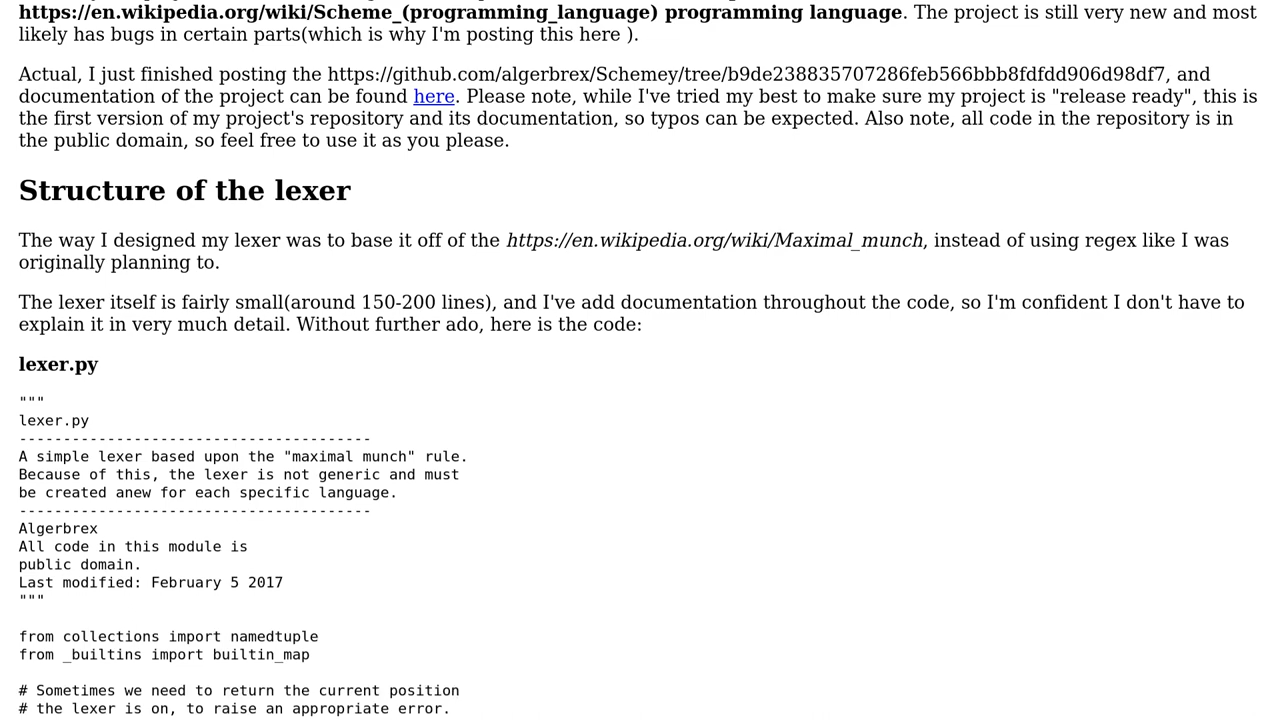 https://en.wikipedia.org/wiki/Scheme_(programming_language) programming language. The project is still very new and most
likely has bugs in certain parts(which is why I'm posting this here ).
Actual, I just finished posting the https://github.com/algerbrex/Schemey/tree/b9de238835707286feb566bbb8fdfdd906d98df7, and
documentation of the project can be found here. Please note, while I've tried my best to make sure my project is "release ready", this is
the first version of my project's repository and its documentation, so typos can be expected. Also note, all code in the repository is in
the public domain, so feel free to use it as you please.
Structure of the lexer
The way I designed my lexer was to base it off of the https://en.wikipedia.org/wiki/Maximal_munch, instead of using regex like I was
originally planning to.
The lexer itself is fairly small(around 150-200 lines), and I've add documentation throughout the code, so I'm confident I don't have to
explain it in very much detail. Without further ado, here is the code:
lexer.py
"""
lexer.py
----------------------------------------
A simple lexer based upon the "maximal munch" rule.
Because of this, the lexer is not generic and must
be created anew for each specific language.
----------------------------------------
Algerbrex
All code in this module is
public domain.
Last modified: February 5 2017
"""
from collections import namedtuple
from _builtins import builtin_map
# Sometimes we need to return the current position
# the lexer is on, to raise an appropriate error.